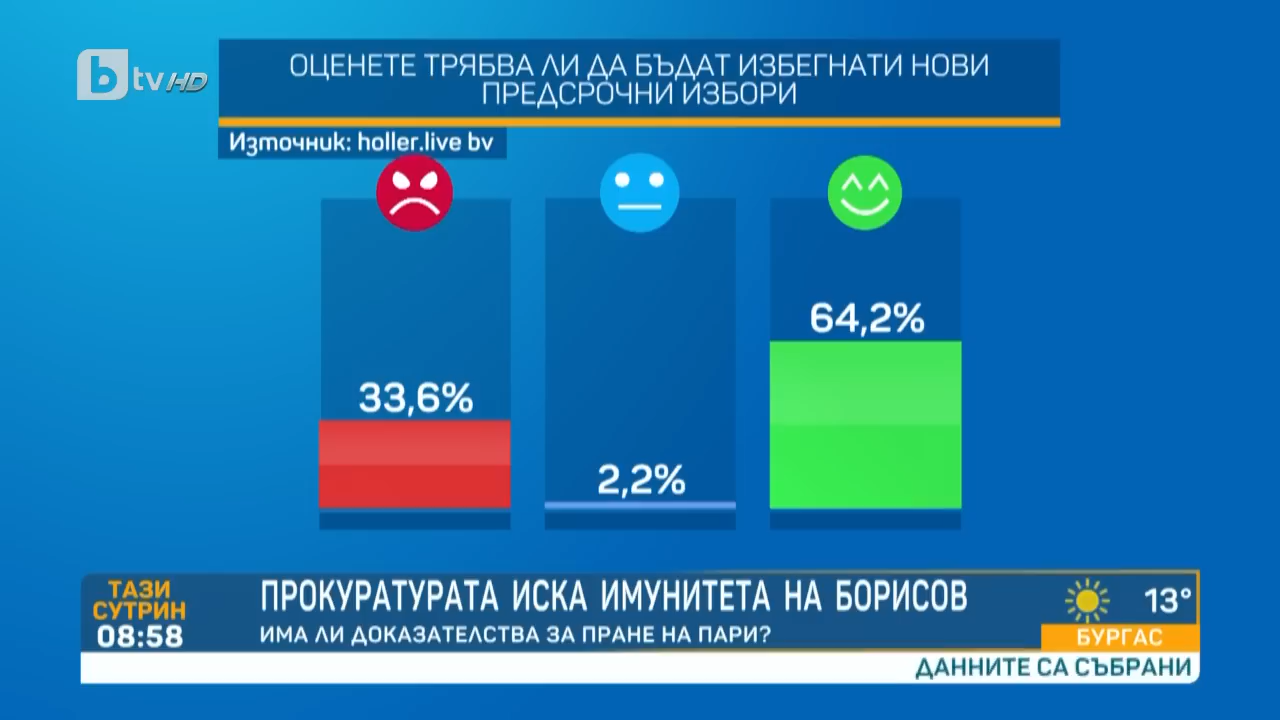 btv HD
ОЦЕНЕТЕ ТРЯБВА ЛИ ДА БЪДАТ ИЗБЕГНАТИ НОВИ
ПРЕДСРОЧНИ ИЗБОРИ
Източник: holler.live bv
64,2%
33,6%
2,2%
ТАЗИ
СУТРИН
08:58
ПРОКУРАТУРАТА ИСКА ИМУНИТЕТА НА БОРИСОВ
ИМА ЛИ ДОКАЗАТЕЛСТВА ЗА ПРАНЕ НА ПАРИ?
13°
БУРГАС
ДАННИТЕ СА СЪБРАНИ